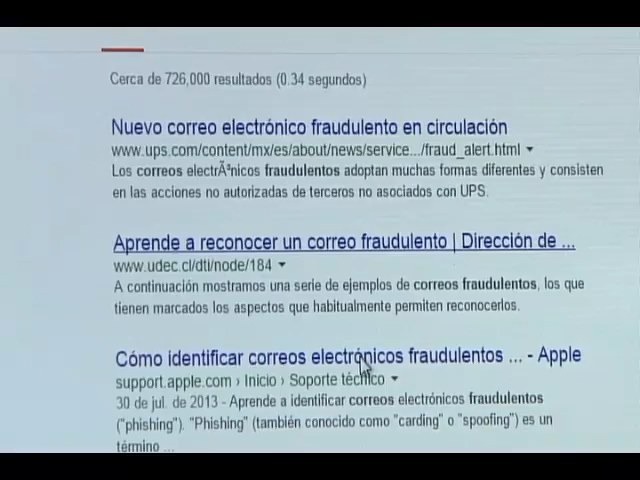 Cerca de 726,000 resultados (0.34 segundos)
Nuevo correo electrónico fraudulento en circulación
www.ups.com/content/mx/es/about/news/service.../fraud_alert.html
Los correos electrÃ³nicos fraudulentos adoptan muchas formas diferentes y consisten
en las acciones no autorizadas de terceros no asociados con UPS.
Aprende a reconocer un correo fraudulento | Dirección de ...
www.udec.cl/dti/node/184
A continuación mostramos una serie de ejemplos de correos fraudulentos, los que
tienen marcados los aspectos que habitualmente permiten reconocerlos.
Cómo identificar correos electrónicos fraudulentos ... - Apple
support.apple.com › Inicio › Soporte técnico
30 de jul. de 2013 - Aprende a identificar correos electrónicos fraudulentos
("phishing"). "Phishing" (también conocido como "carding" o "spoofing") es un
término ...